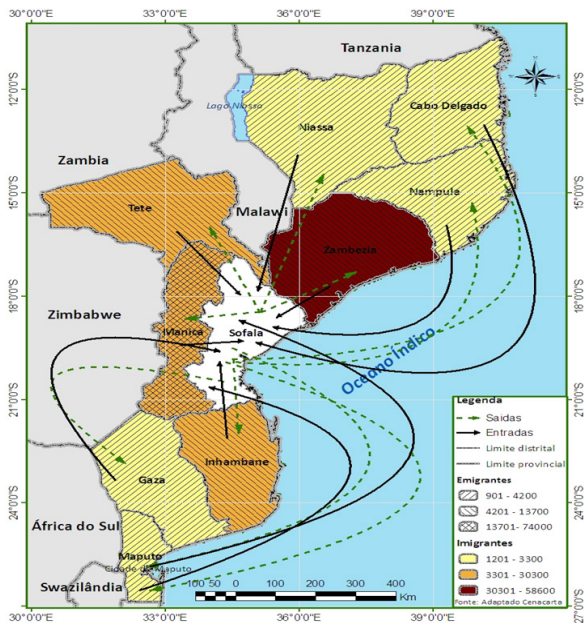 30°0'0"E 33°0'0"E 36°0'0"E 39°0'0"E
Tanzania
12°0'0"S
12°0'0"S
Lago Niassa
Cabo Delgado
Niassa
Zambia
15°0'0"S
15°0'0"S
Tete
Malawi
Nampula
Zambezia
18°0'0"S
18°0'0"S
Zimbabwe
Manica
Sofala
Oceano Indico
21°0'0"S
21°0'0"S
Inhambane
Gaza
24°0'0"S
24°0'0"S
África do Sul
Maputo
Cidade de Maputo
Swazilândia
Legenda
Saidas
Entradas
Limite distrital
Limite provincial
Emigrantes
901 - 4200
4201 - 13700
13701- 74000
Imigrantes
1201 - 3300
3301 - 30300
30301 - 58600
Fonte: Adaptado Cenacarta
100 50 0 100 200 300 400
Km
27°0'0"S
30°0'0"E 33°0'0"E 36°0'0"E 39°0'0"E